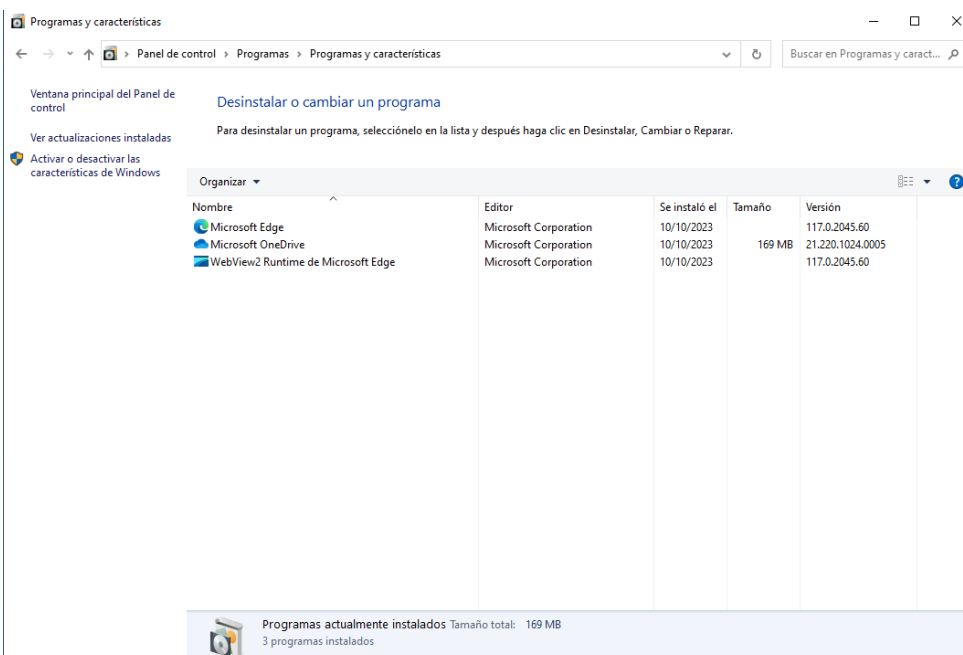 Programas y características
Panel de control > Programas > Programas y características
Buscar en Programas y caract...
Ventana principal del Panel de
control
Ver actualizaciones instaladas
Activar o desactivar las
características de Windows
Desinstalar o cambiar un programa
Para desinstalar un programa, selecciónelo en la lista y después haga clic en Desinstalar, Cambiar o Reparar.
Organizar
Nombre Editor Se instaló el Tamaño Versión
Microsoft Edge Microsoft Corporation 10/10/2023 117.0.2045.60
Microsoft OneDrive Microsoft Corporation 10/10/2023 169 MB 21.220.1024.0005
WebView2 Runtime de Microsoft Edge Microsoft Corporation 10/10/2023 117.0.2045.60
Programas actualmente instalados Tamaño total: 169 MB
3 programas instalados